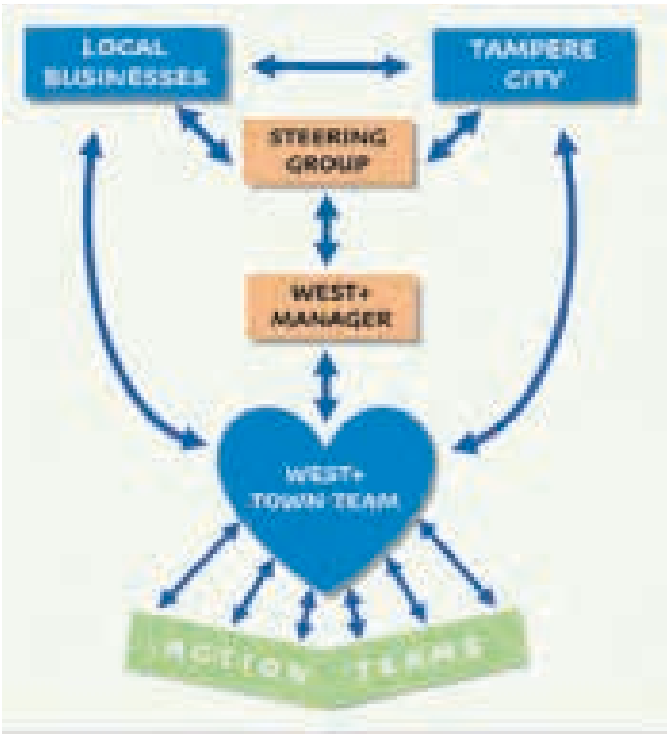 LOCAL
BUSINESSES
TAMPERE
CITY
STEERING
GROUP
WEST+
MANAGER
WEST+
TOWN TEAM
ACTION TEAMS